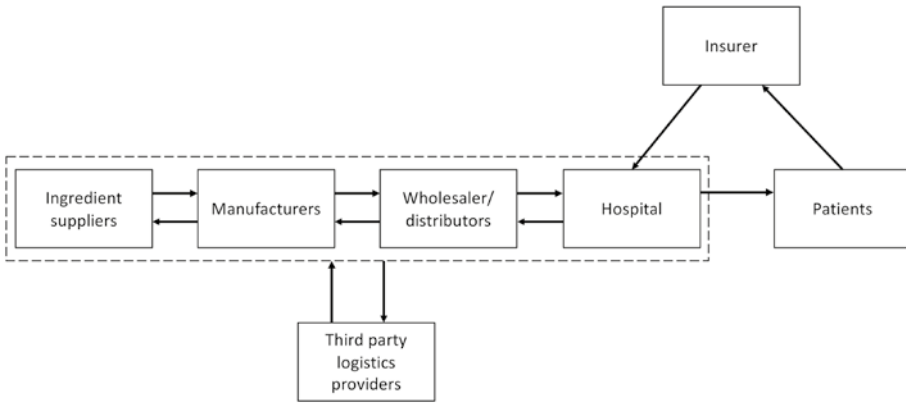 Insurer
Ingredient
suppliers
Manufacturers
Wholesaler/
distributors
Hospital
Patients
Third party
logistics
providers